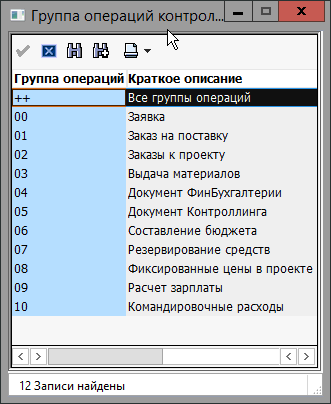 Группа операций контрол...
Группа операций Краткое описание
++ Все группы операций
00 Заявка
01 Заказ на поставку
02 Заказы к проекту
03 Выдача материалов
04 Документ ФинБухгалтерии
05 Документ Контроллинга
06 Составление бюджета
07 Резервирование средств
08 Фиксированные цены в проекте
09 Расчет зарплаты
10 Командировочные расходы
12 Записи найдены